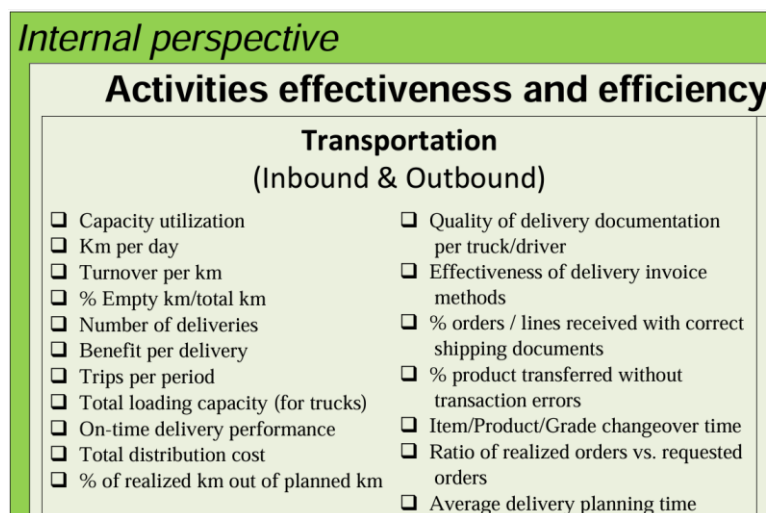 Internal perspective
Activities effectiveness and efficiency
Transportation
(Inbound & Outbound)
❑ Capacity utilization
❑ Km per day
❑ Turnover per km
❑ % Empty km/total km
❑ Number of deliveries
❑ Benefit per delivery
❑ Trips per period
❑ Total loading capacity (for trucks)
❑ On-time delivery performance
❑ Total distribution cost
❑ % of realized km out of planned km
❑ Quality of delivery documentation
per truck/driver
❑ Effectiveness of delivery invoice
methods
❑ % orders / lines received with correct
shipping documents
❑ % product transferred without
transaction errors
❑ Item/Product/Grade changeover time
❑ Ratio of realized orders vs. requested
orders
❑ Average delivery planning time